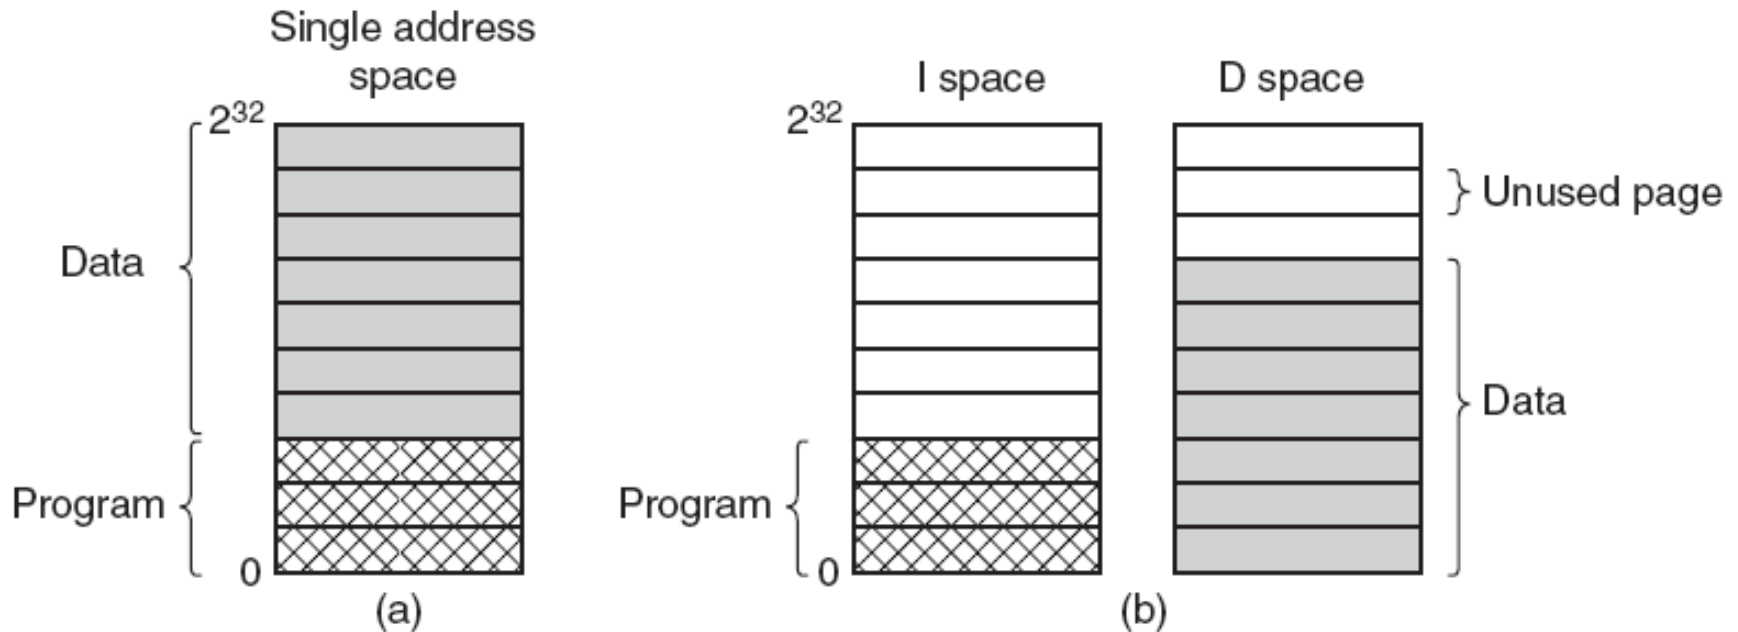 Single address
space
2^32
Data
Program
0
(a)
I space
D space
2^32
Unused page
Data
Program
0
(b)